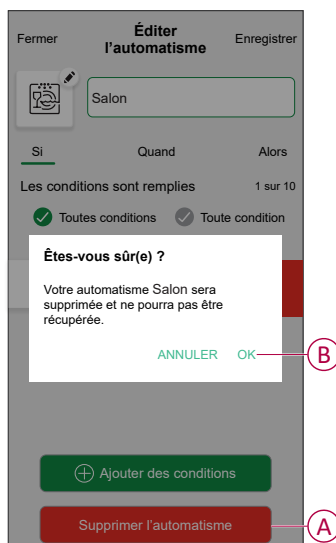 Fermer
Éditer
l'automatisme
Enregistrer
Salon
Si
Quand
Alors
Les conditions sont remplies
1 sur 10
Toutes conditions
Toute condition
Êtes-vous sûr(e) ?
Votre automatisme Salon sera
supprimée et ne pourra pas être
récupérée.
ANNULER
OK
B
Ajouter des conditions
Supprimer l'automatisme
A